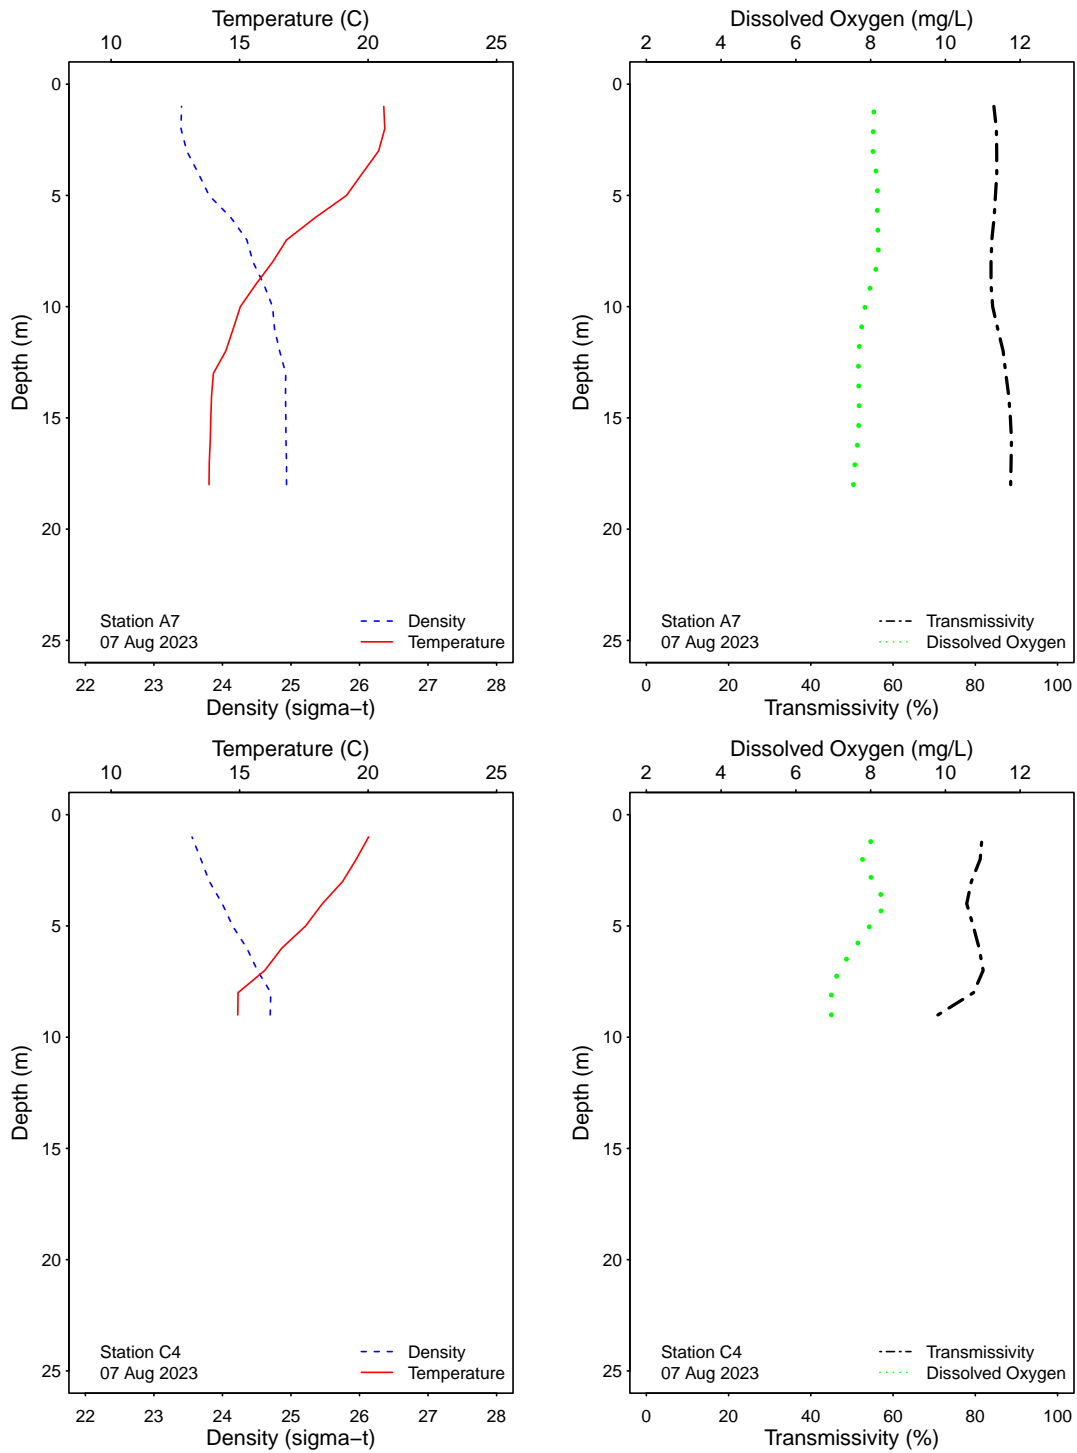 Temperature (C)
10 15 20 25
0
5
10
15
20
25
Depth (m)
Station A7
07 Aug 2023
Density
Temperature
22 23 24 25 26 27 28
Density (sigma−t)
Dissolved Oxygen (mg/L)
2 4 6 8 10 12
0
5
10
15
20
25
Depth (m)
Station A7
07 Aug 2023
Transmissivity
Dissolved Oxygen
0 20 40 60 80 100
Transmissivity (%)
Temperature (C)
10 15 20 25
0
5
10
15
20
25
Depth (m)
Station C4
07 Aug 2023
Density
Temperature
22 23 24 25 26 27 28
Density (sigma−t)
Dissolved Oxygen (mg/L)
2 4 6 8 10 12
0
5
10
15
20
25
Depth (m)
Station C4
07 Aug 2023
Transmissivity
Dissolved Oxygen
0 20 40 60 80 100
Transmissivity (%)